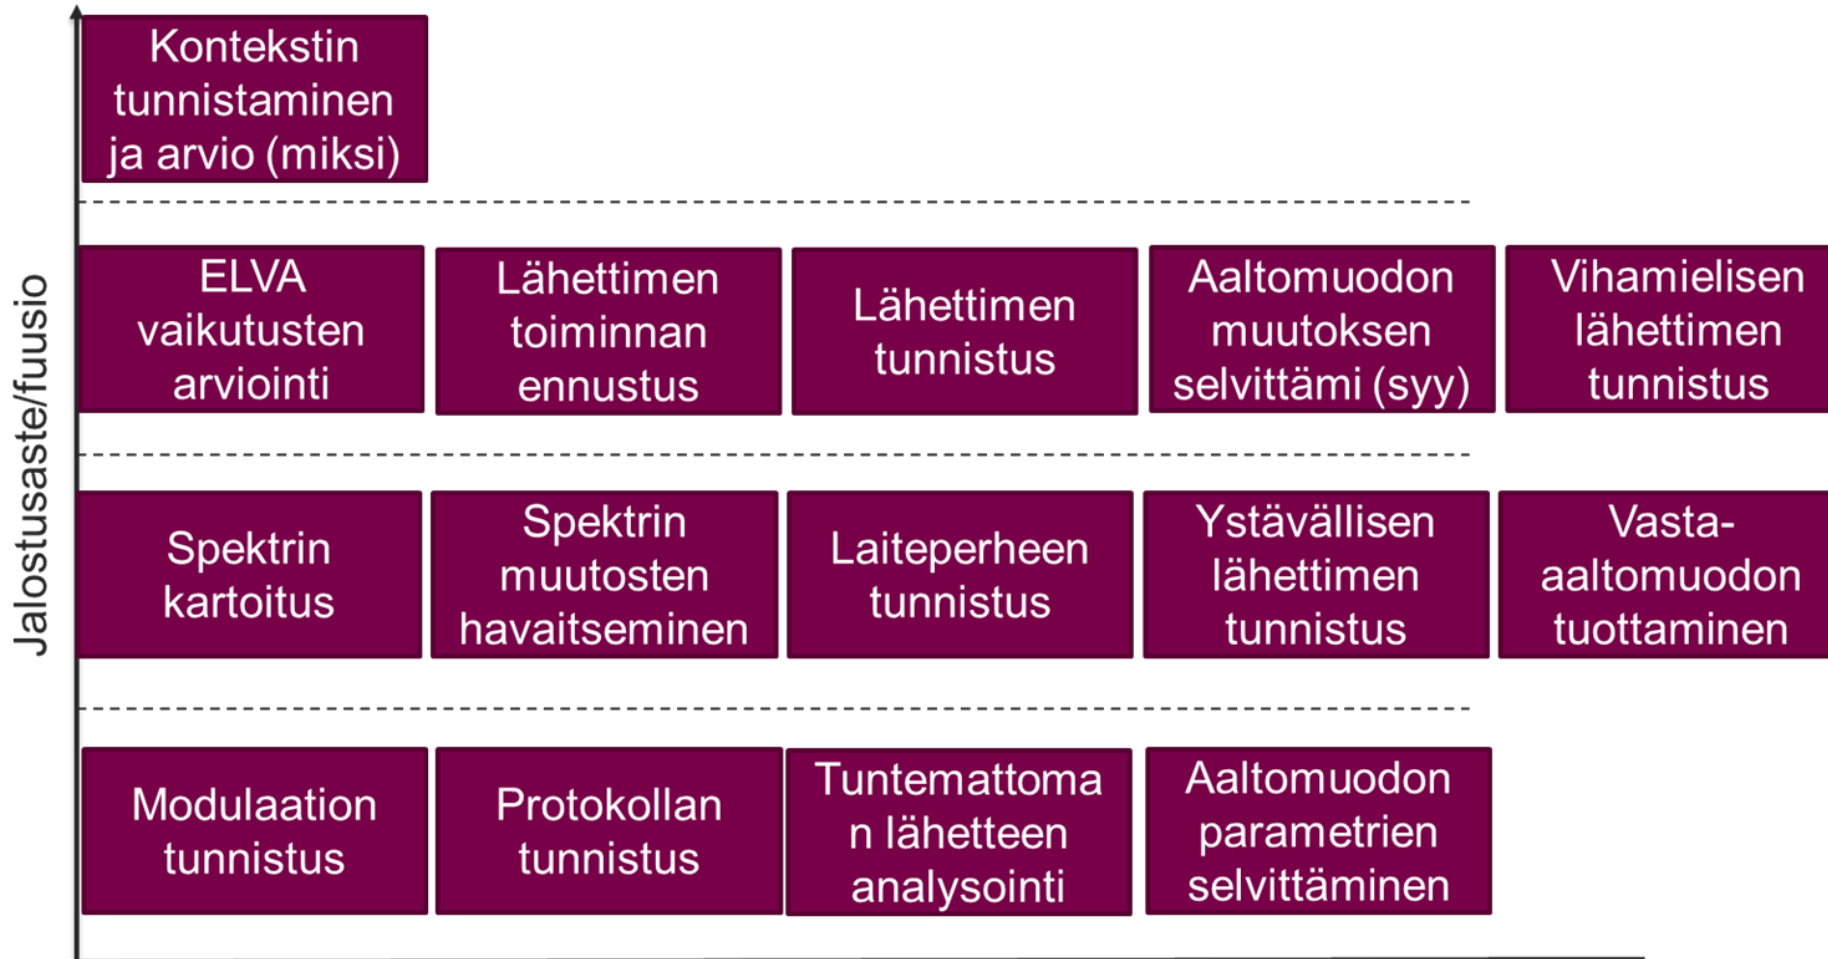 Kontekstin
tunnistaminen
ja arvio (miksi)
Jalostusaste/fuusio
ELVA
vaikutusten
arviointi
Lähettimen
toiminnan
ennustus
Lähettimen
tunnistus
Aaltomuodon
muutoksen
selvittämi (syy)
Vihamielisen
lähettimen
tunnistus
Spektrin
kartoitus
Spektrin
muutosten
havaitseminen
Laiteperheen
tunnistus
Ystävällisen
lähettimen
tunnistus
Vasta-
aaltomuodon
tuottaminen
Modulaation
tunnistus
Protokollan
tunnistus
Tuntemattoma
n lähetteen
analysointi
Aaltomuodon
parametrien
selvittäminen